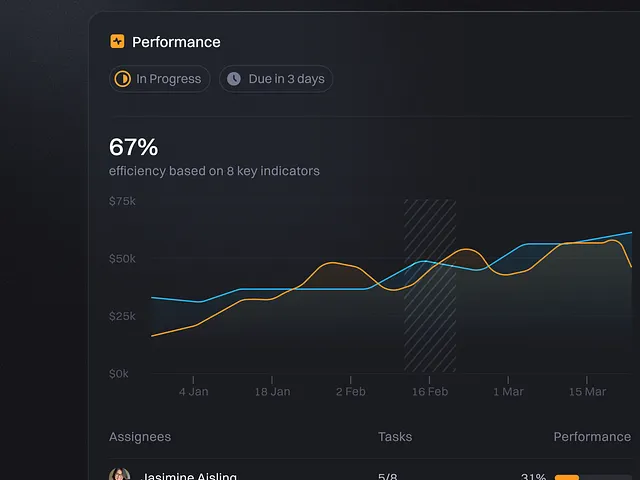 Performance
In Progress
Due in 3 days
67%
efficiency based on 8 key indicators
$75k
$50k
$25k
$0k
4 Jan 18 Jan 2 Feb 16 Feb 1 Mar 15 Mar
Assignees Tasks Performance
Jasimine Aisling 5/8 31%